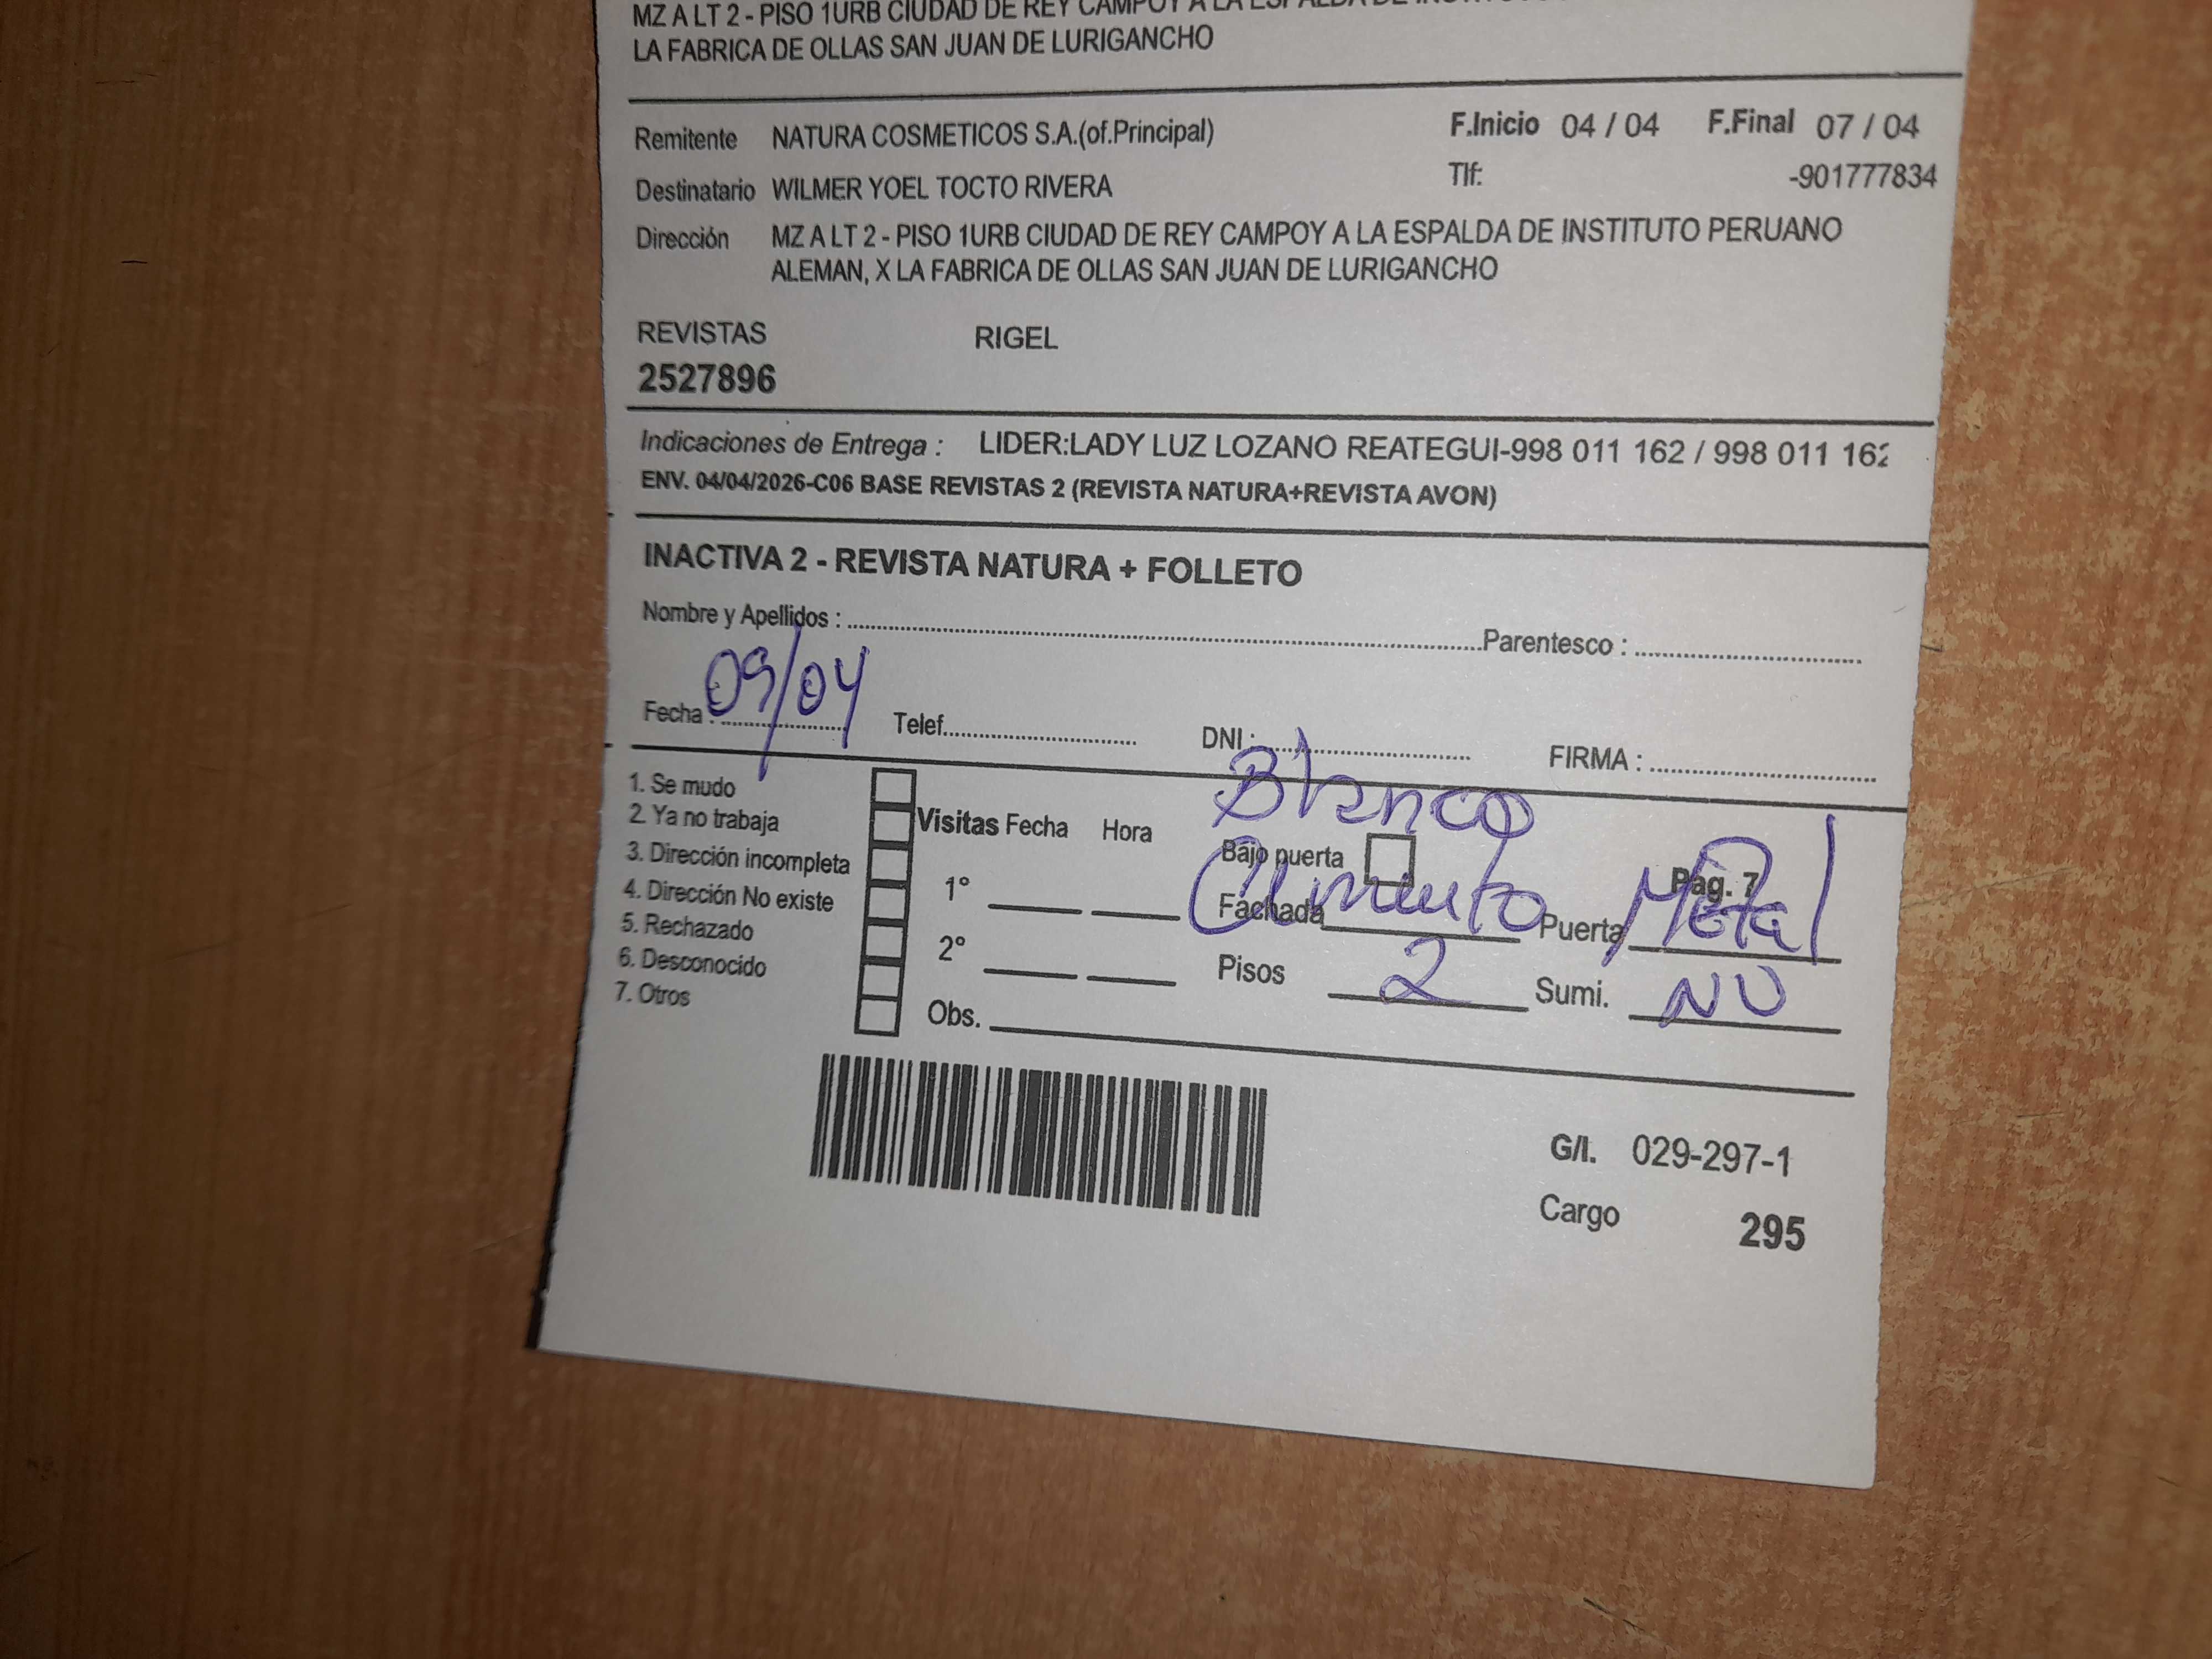 MZ A LT 2 - PISO 1URB CIUDAD DE REY CAMPOY A LA ESPALDA DE
LA FABRICA DE OLLAS SAN JUAN DE LURIGANCHO
Remitente NATURA COSMETICOS S.A.(of.Principal) F.Inicio 04 / 04 F.Final 07 / 04
Destinatario WILMER YOEL TOCTO RIVERA Tlf: -901777834
Dirección MZ A LT 2 - PISO 1URB CIUDAD DE REY CAMPOY A LA ESPALDA DE INSTITUTO PERUANO
ALEMAN, X LA FABRICA DE OLLAS SAN JUAN DE LURIGANCHO
REVISTAS RIGEL
2527896
Indicaciones de Entrega : LIDER:LADY LUZ LOZANO REATEGUI-998 011 162 / 998 011 162
ENV. 04/04/2026-C06 BASE REVISTAS 2 (REVISTA NATURA+REVISTA AVON)
INACTIVA 2 - REVISTA NATURA + FOLLETO
Nombre y Apellidos : Parentesco :
Fecha : 09/04 Telef. DNI : FIRMA :
1. Se mudo
2. Ya no trabaja
3. Dirección incompleta
4. Dirección No existe
5. Rechazado
6. Desconocido
7. Otros
Visitas Fecha Hora
1°
2°
Obs.
Blanco
Bajo puerta Pág. 7
Fachada Cimento Puerta Metal
Pisos 2 Sumi. NO
G/I. 029-297-1
Cargo 295